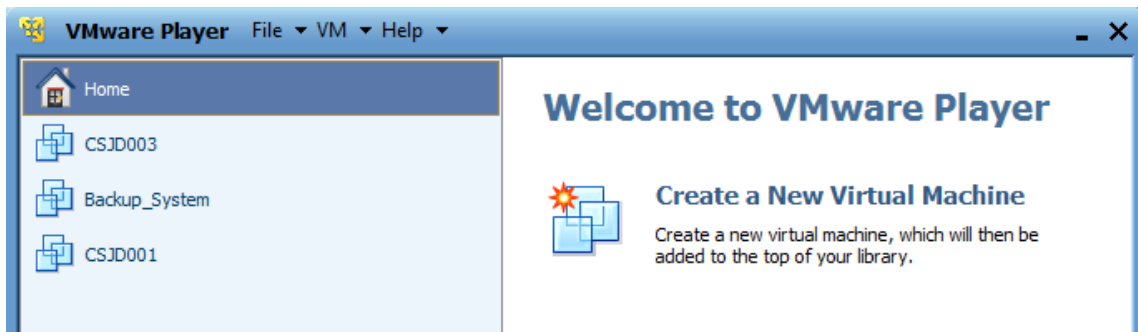 VMware Player File VM Help
Home
CSJD003
Backup_System
CSJD001
Welcome to VMware Player
Create a New Virtual Machine
Create a new virtual machine, which will then be
added to the top of your library.